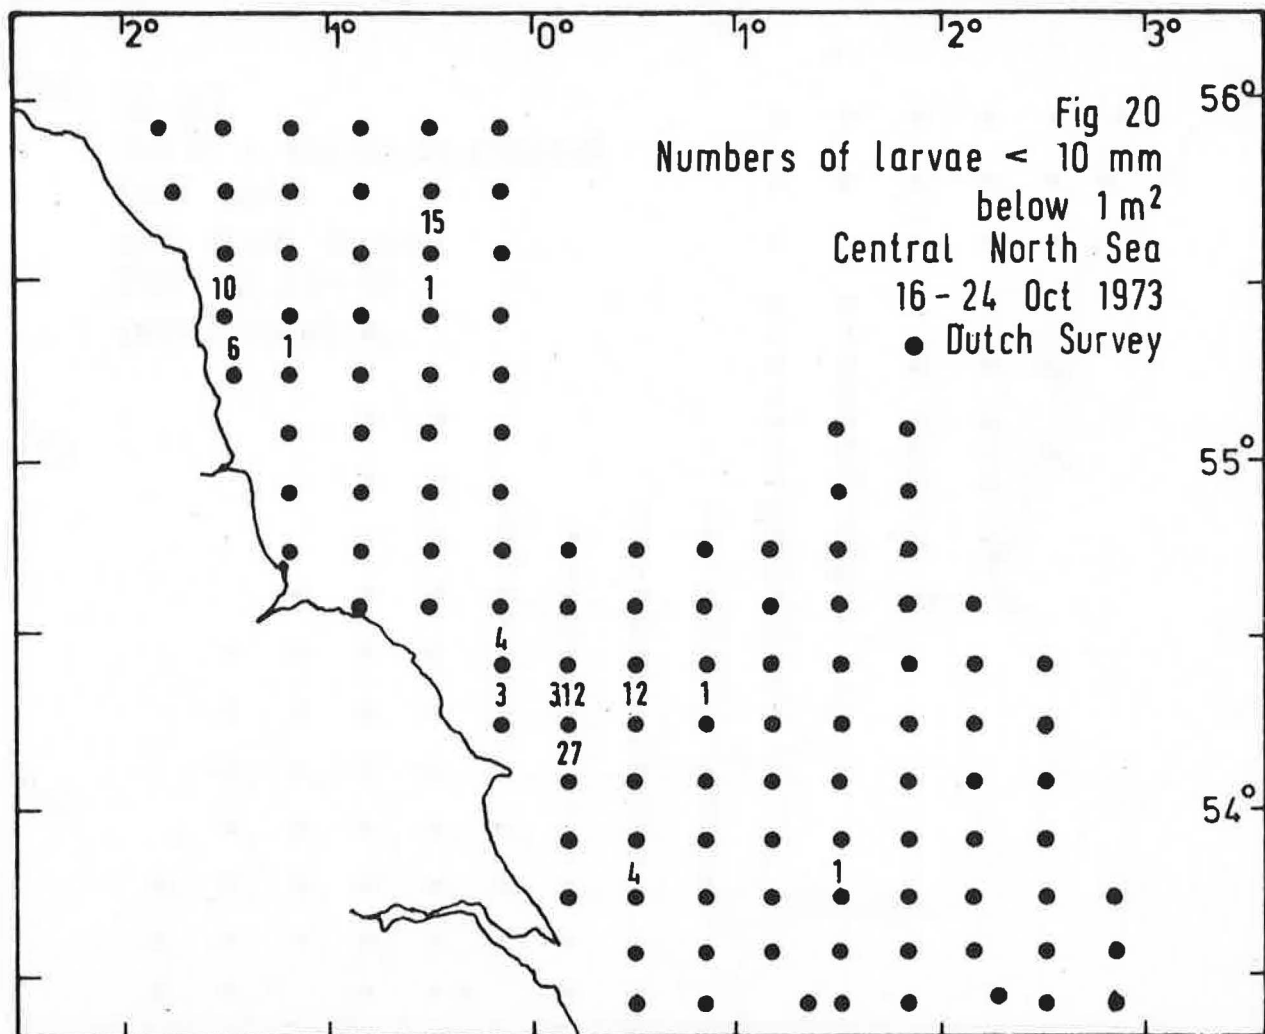 2° 1° 0° 1° 2° 3°
56°
Fig 20
Numbers of larvae < 10 mm
below 1 m²
Central North Sea
16 - 24 Oct 1973
● Dutch Survey
15
10 1
6 1
55°
4
3 312 12 1
27
54°
4 1